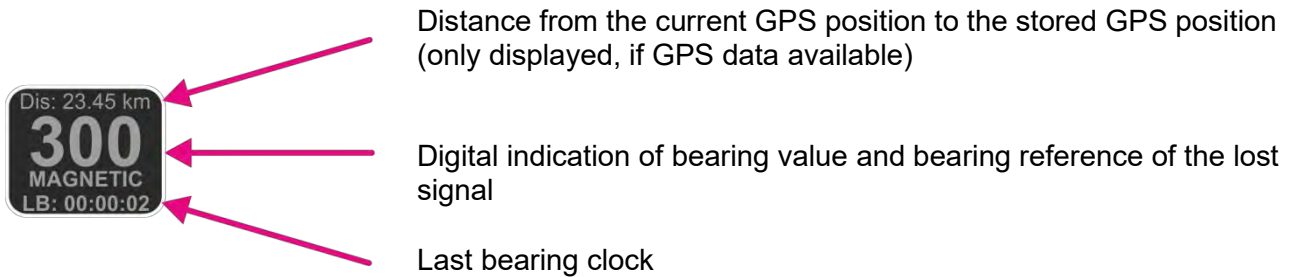 Distance from the current GPS position to the stored GPS position
(only displayed, if GPS data available)
Dis: 23.45 km
300
MAGNETIC
LB: 00:00:02
Digital indication of bearing value and bearing reference of the lost
signal
Last bearing clock